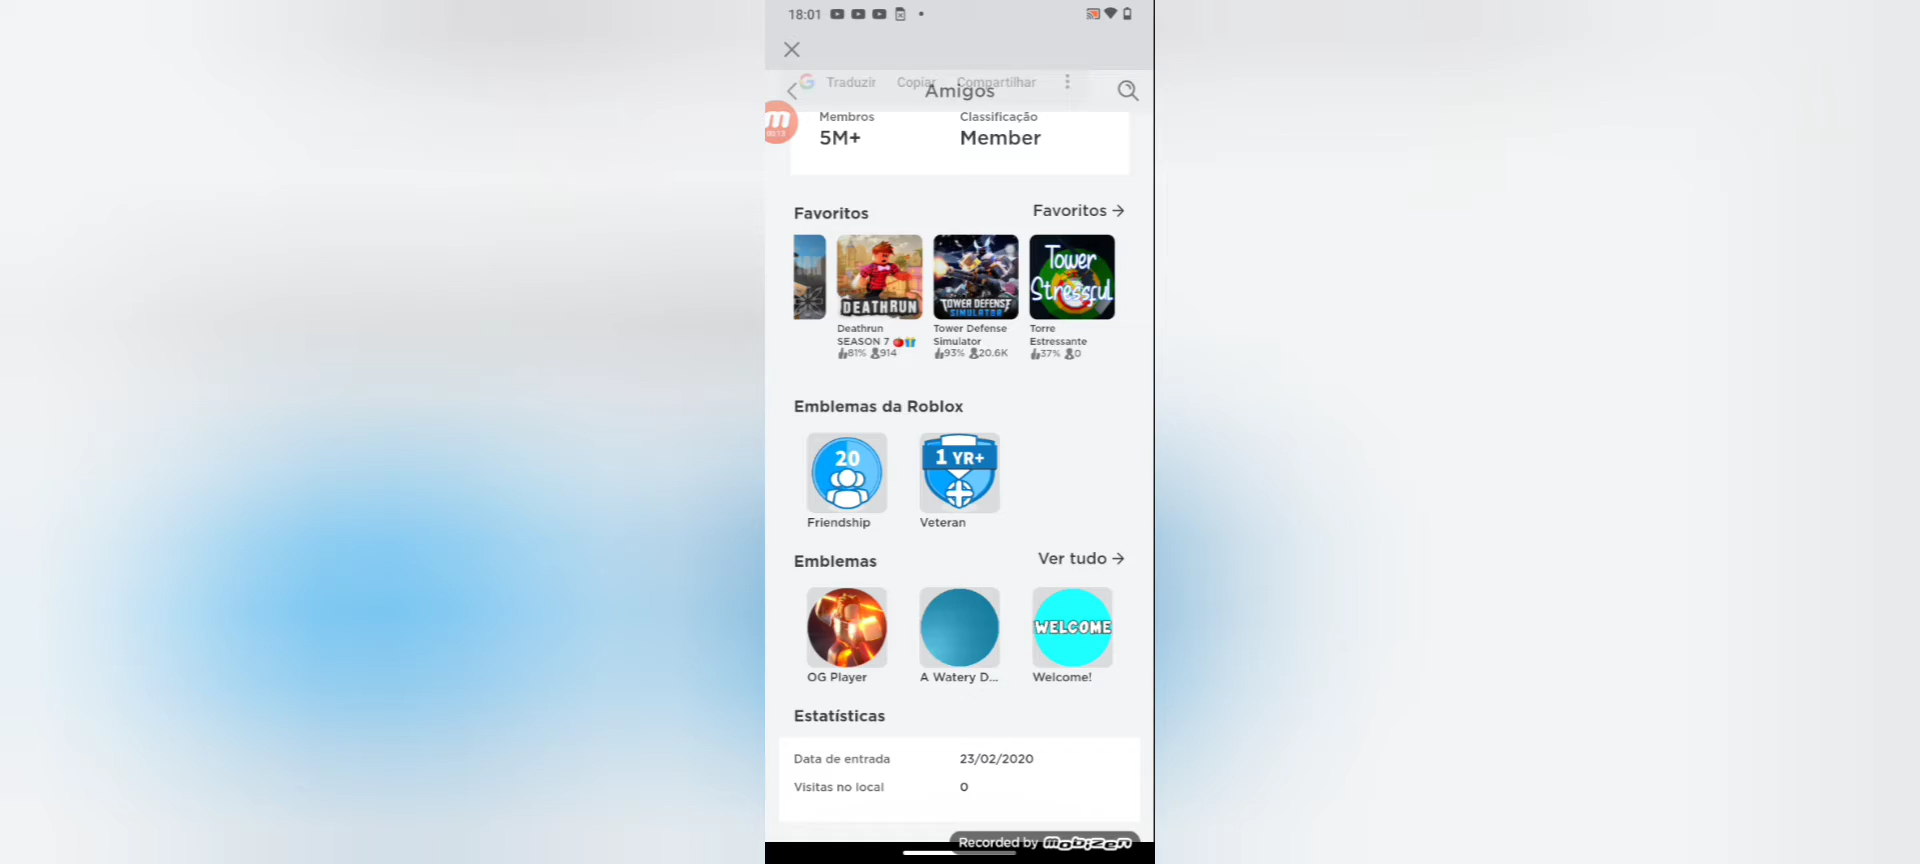 18:01
Traduzir Copiar Compartilhar
Amigos
m
00:13
Membros Classificação
5M+ Member
Favoritos Favoritos →
DEATHRUN
TOWER DEFENSE
SIMULATOR
Tower
Stressful
Deathrun
SEASON 7
81% 914
Tower Defense
Simulator
93% 20.6K
Torre
Estressante
37% 0
Emblemas da Roblox
20
1 YR+
Friendship Veteran
Emblemas Ver tudo →
WELCOME
OG Player A Watery D... Welcome!
Estatísticas
Data de entrada 23/02/2020
Visitas no local 0
Recorded by mobizen